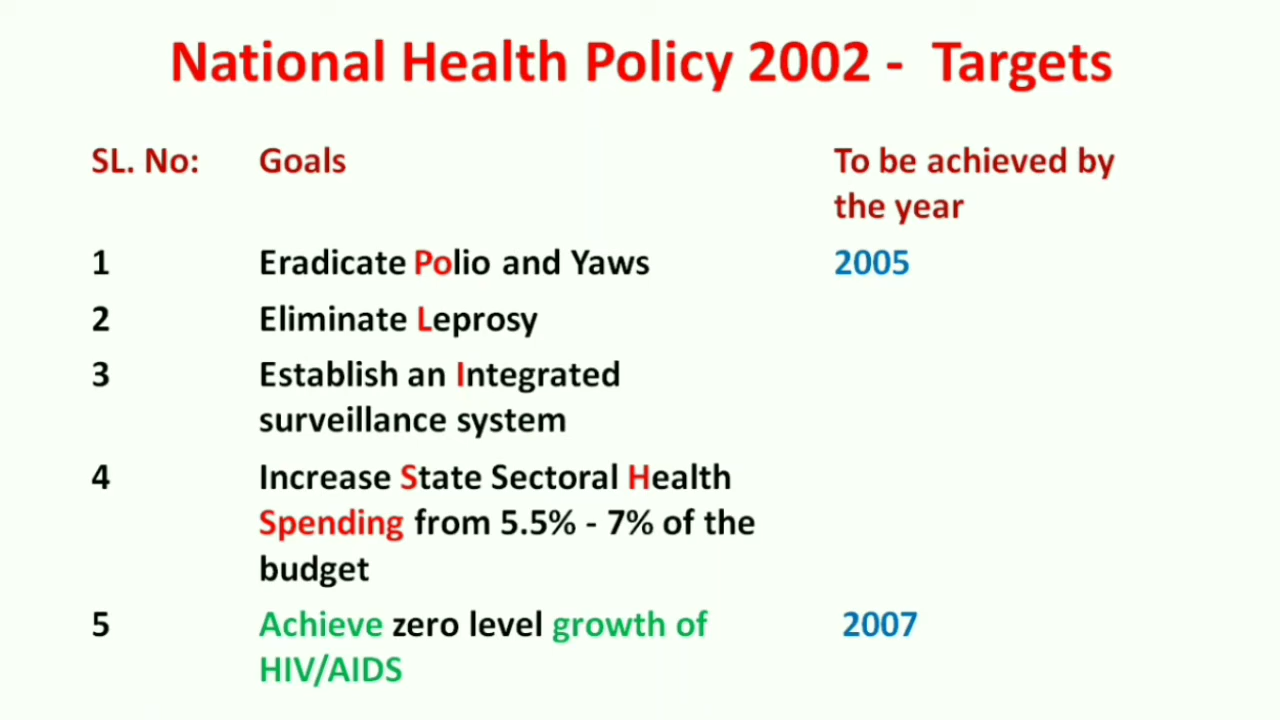 National Health Policy 2002 - Targets
SL. No: Goals To be achieved by
the year
1 Eradicate Polio and Yaws 2005
2 Eliminate Leprosy
3 Establish an Integrated
surveillance system
4 Increase State Sectoral Health
Spending from 5.5% - 7% of the
budget
5 Achieve zero level growth of 2007
HIV/AIDS